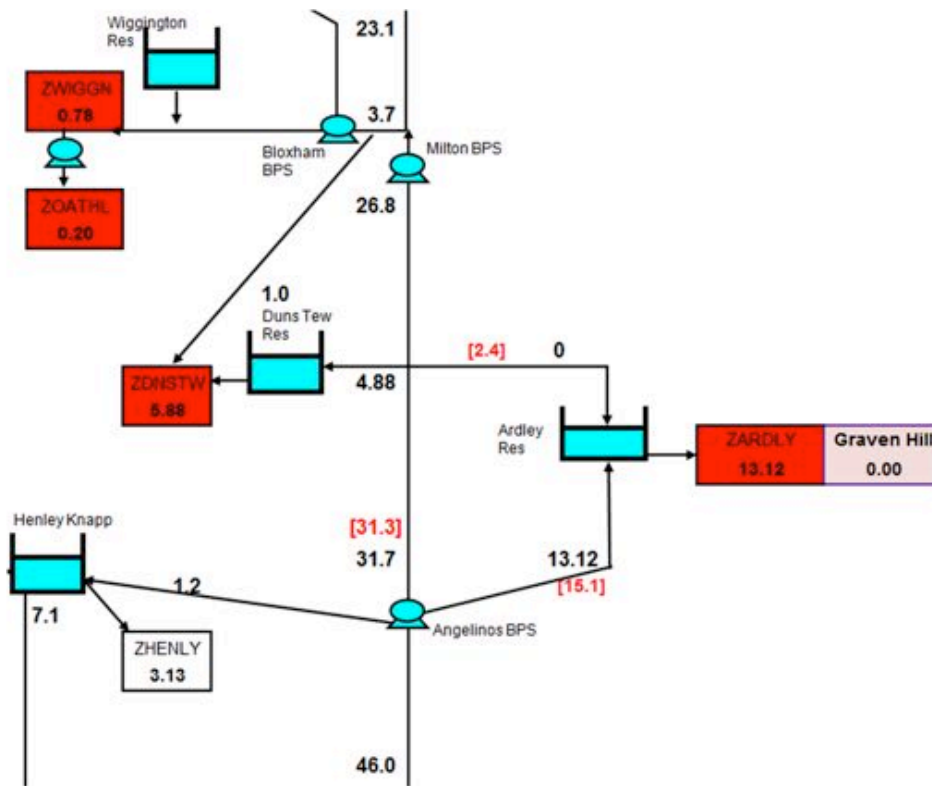 Wiggington
Res
23.1
ZWIGGN
0.78
3.7
Bloxham
BPS
Milton BPS
ZOATHL
0.20
26.8
1.0
Duns Tew
Res
[2.4]
0
ZDNSTW
5.88
4.88
Ardley
Res
ZARDLY
13.12
Graven Hill
0.00
Henley Knapp
[31.3]
31.7
13.12
[15.1]
1.2
7.1
Angelinos BPS
ZHENLY
3.13
46.0